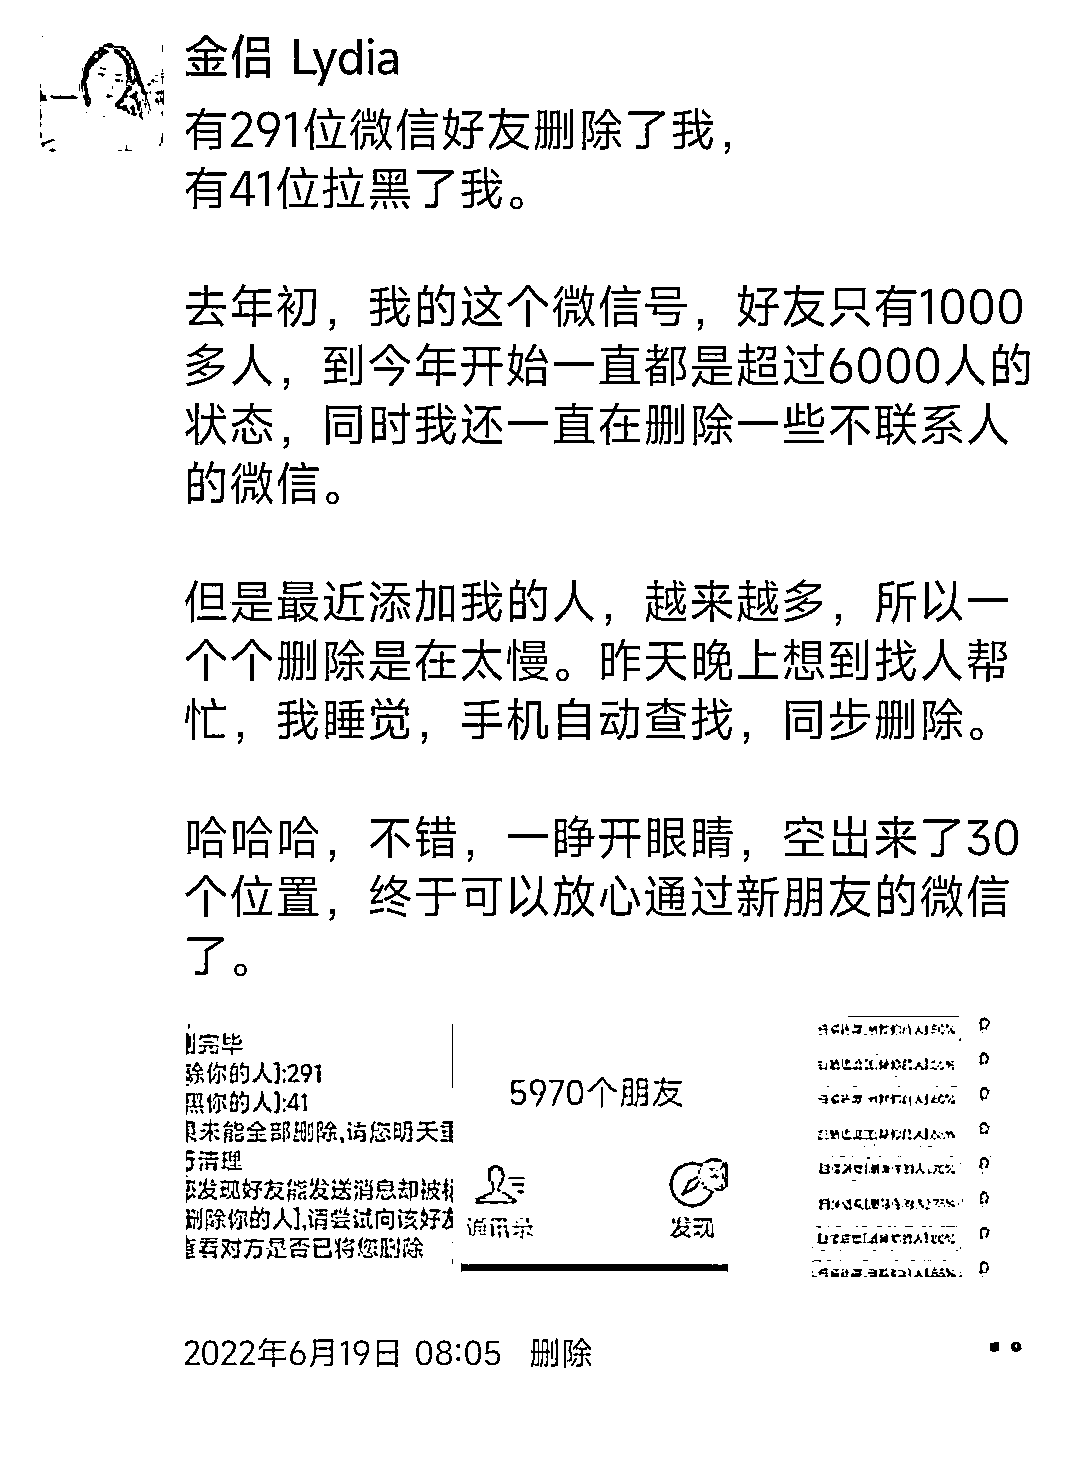 金侣 Lydia
有291位微信好友删除了我，
有41位拉黑了我。
去年初，我的这个微信号，好友只有1000
多人，到今年开始一直都是超过6000人的
状态，同时我还一直在删除一些不联系人
的微信。
但是最近添加我的人，越来越多，所以一
个个删除是在太慢。昨天晚上想到找人帮
忙，我睡觉，手机自动查找，同步删除。
哈哈哈，不错，一睁开眼睛，空出来了30
个位置，终于可以放心通过新朋友的微信
了。
完毕
除你的人]:291
黑你的人]:41
未能全部删除,请您明天重
清理
发现好友能发送消息却被标
删除你的人],请尝试向该好友
查看对方是否已将您删除
5970个朋友
通讯录 发现
2022年6月19日 08:05 删除